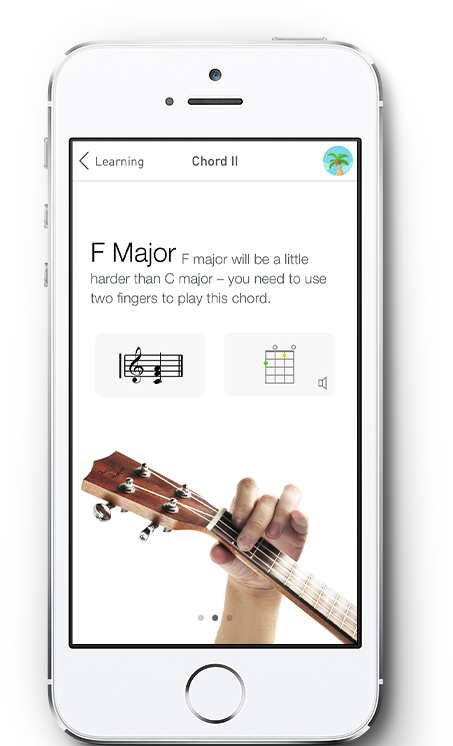 Learning
Chord II
F Major F major will be a little
harder than C major – you need to use
two fingers to play this chord.